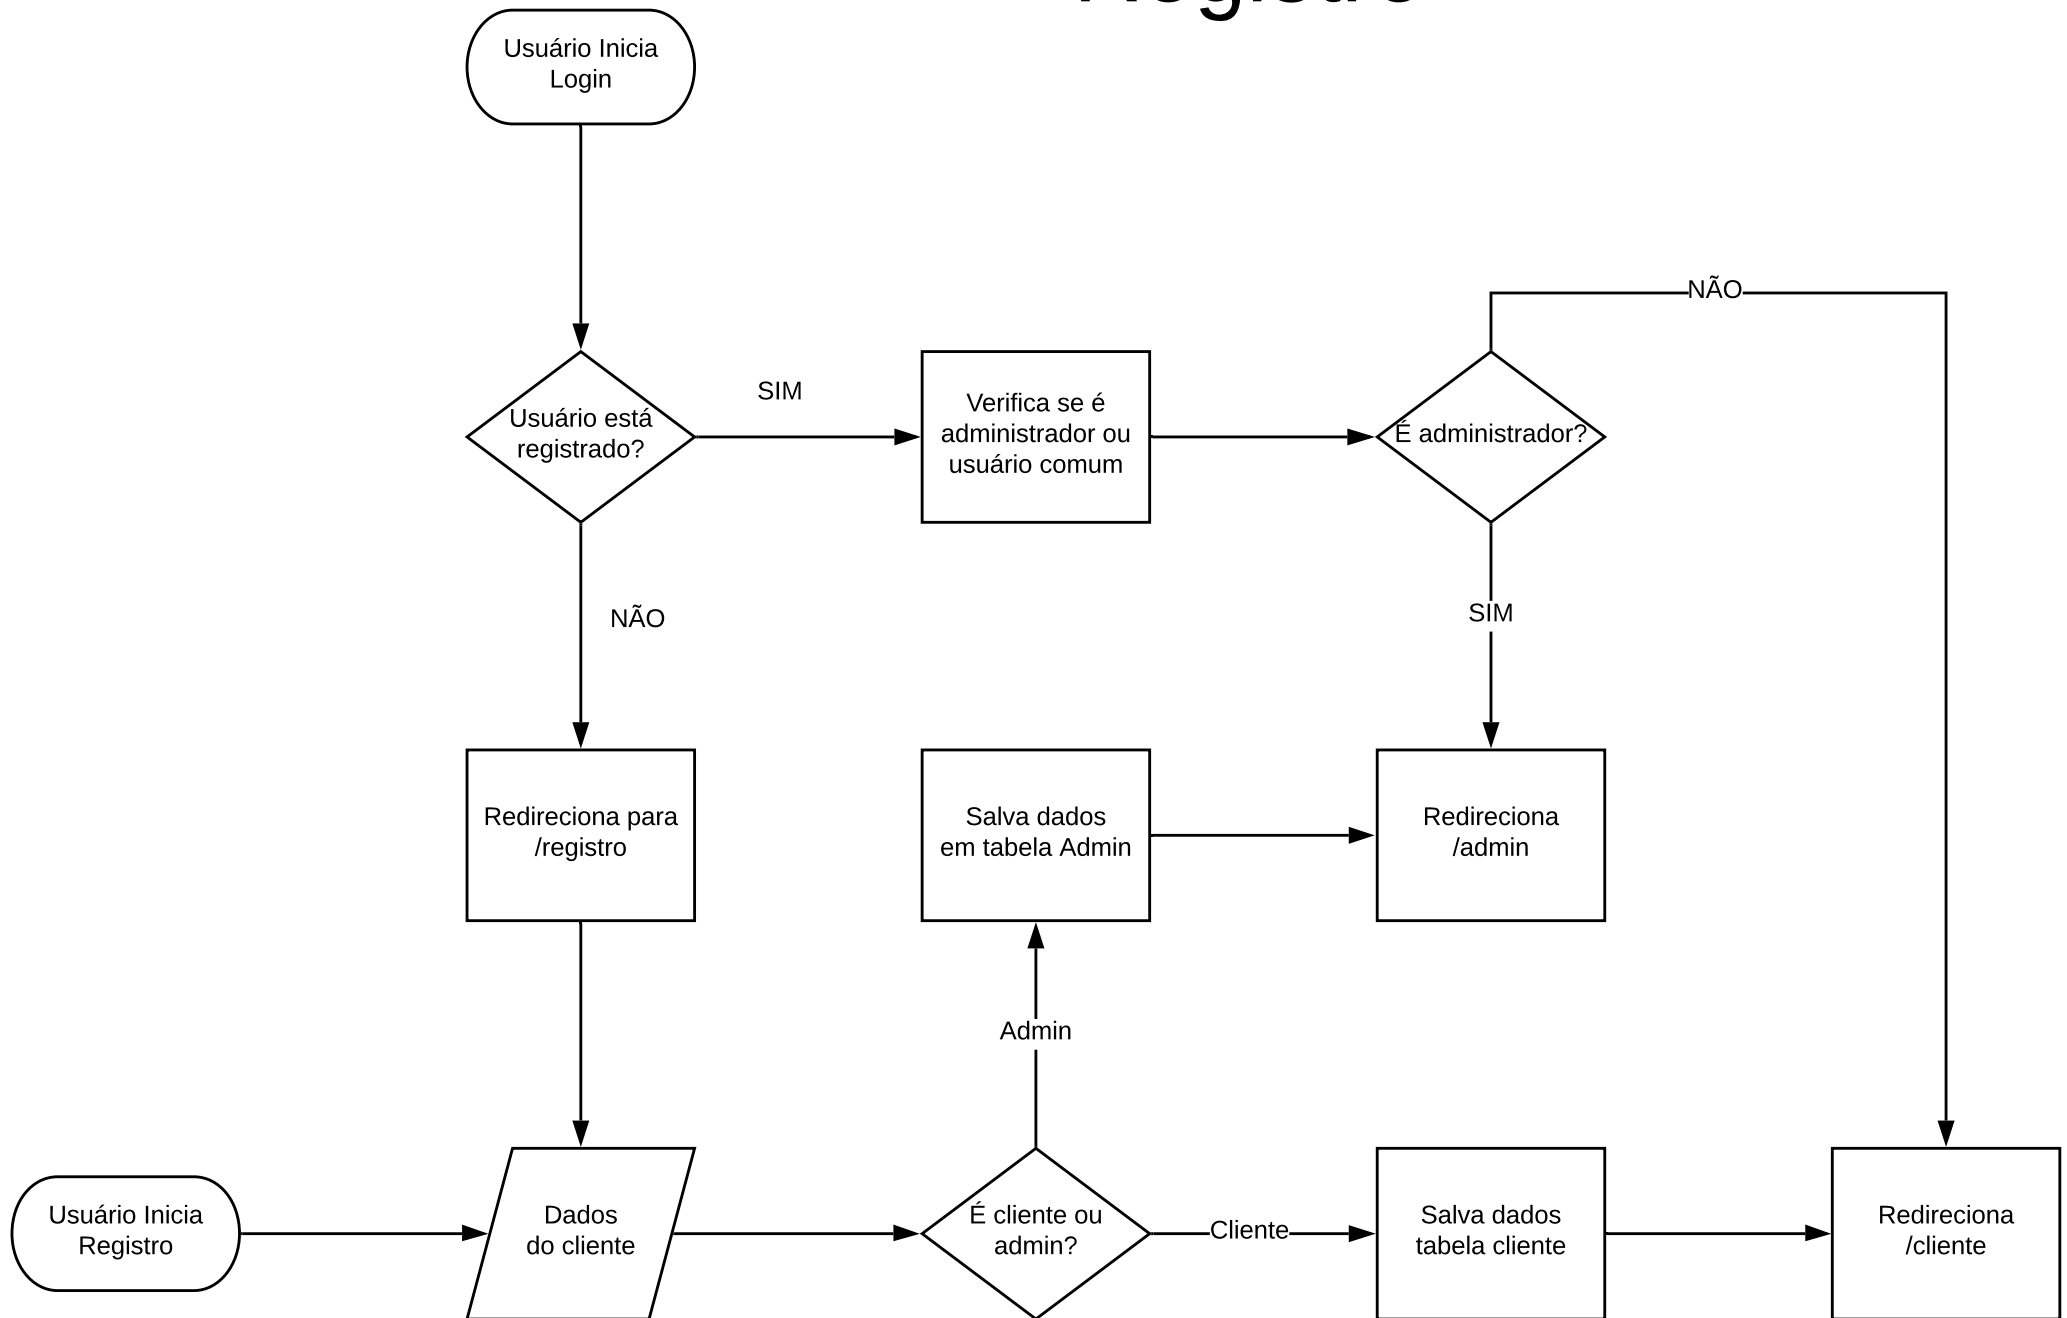 Registro
Usuário Inicia
Login
NÃO
SIM
Usuário está
registrado?
Verifica se é
administrador ou
usuário comum
É administrador?
NÃO
SIM
Redireciona para
/registro
Salva dados
em tabela Admin
Redireciona
/admin
Admin
Usuário Inicia
Registro
Dados
do cliente
É cliente ou
admin?
Cliente
Salva dados
tabela cliente
Redireciona
/cliente